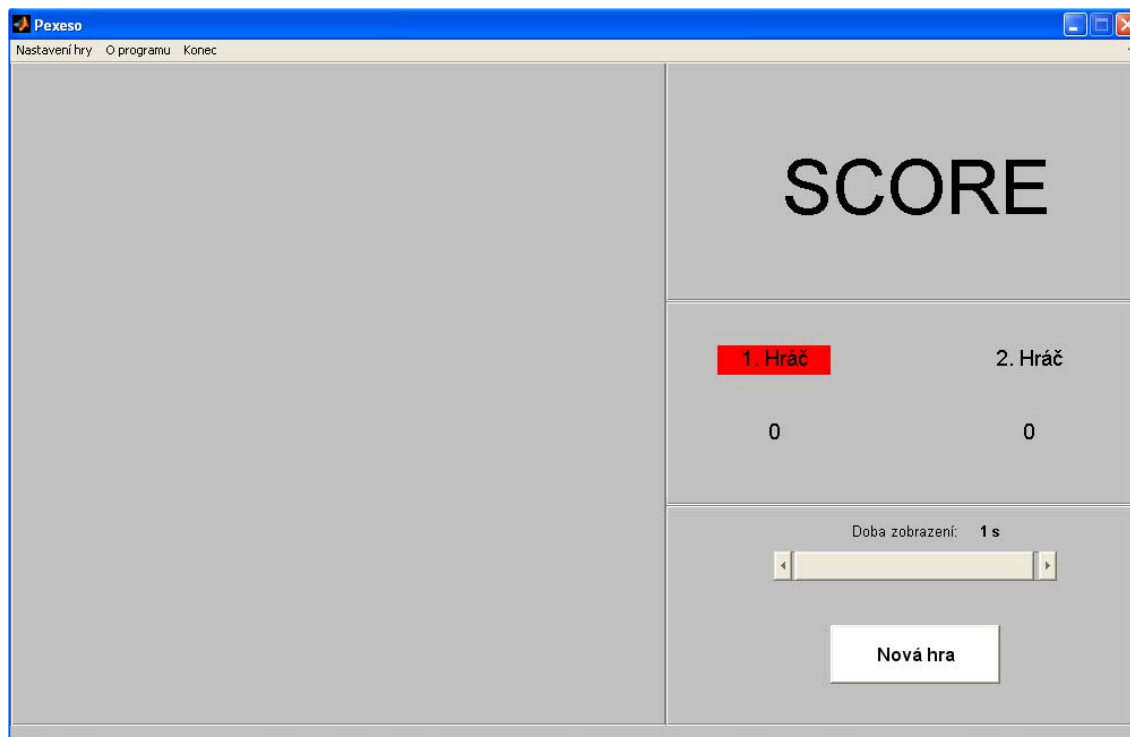 Pexeso
Nastavení hry O programu Konec
SCORE
1. Hráč 2. Hráč
0 0
Doba zobrazení: 1 s
Nová hra